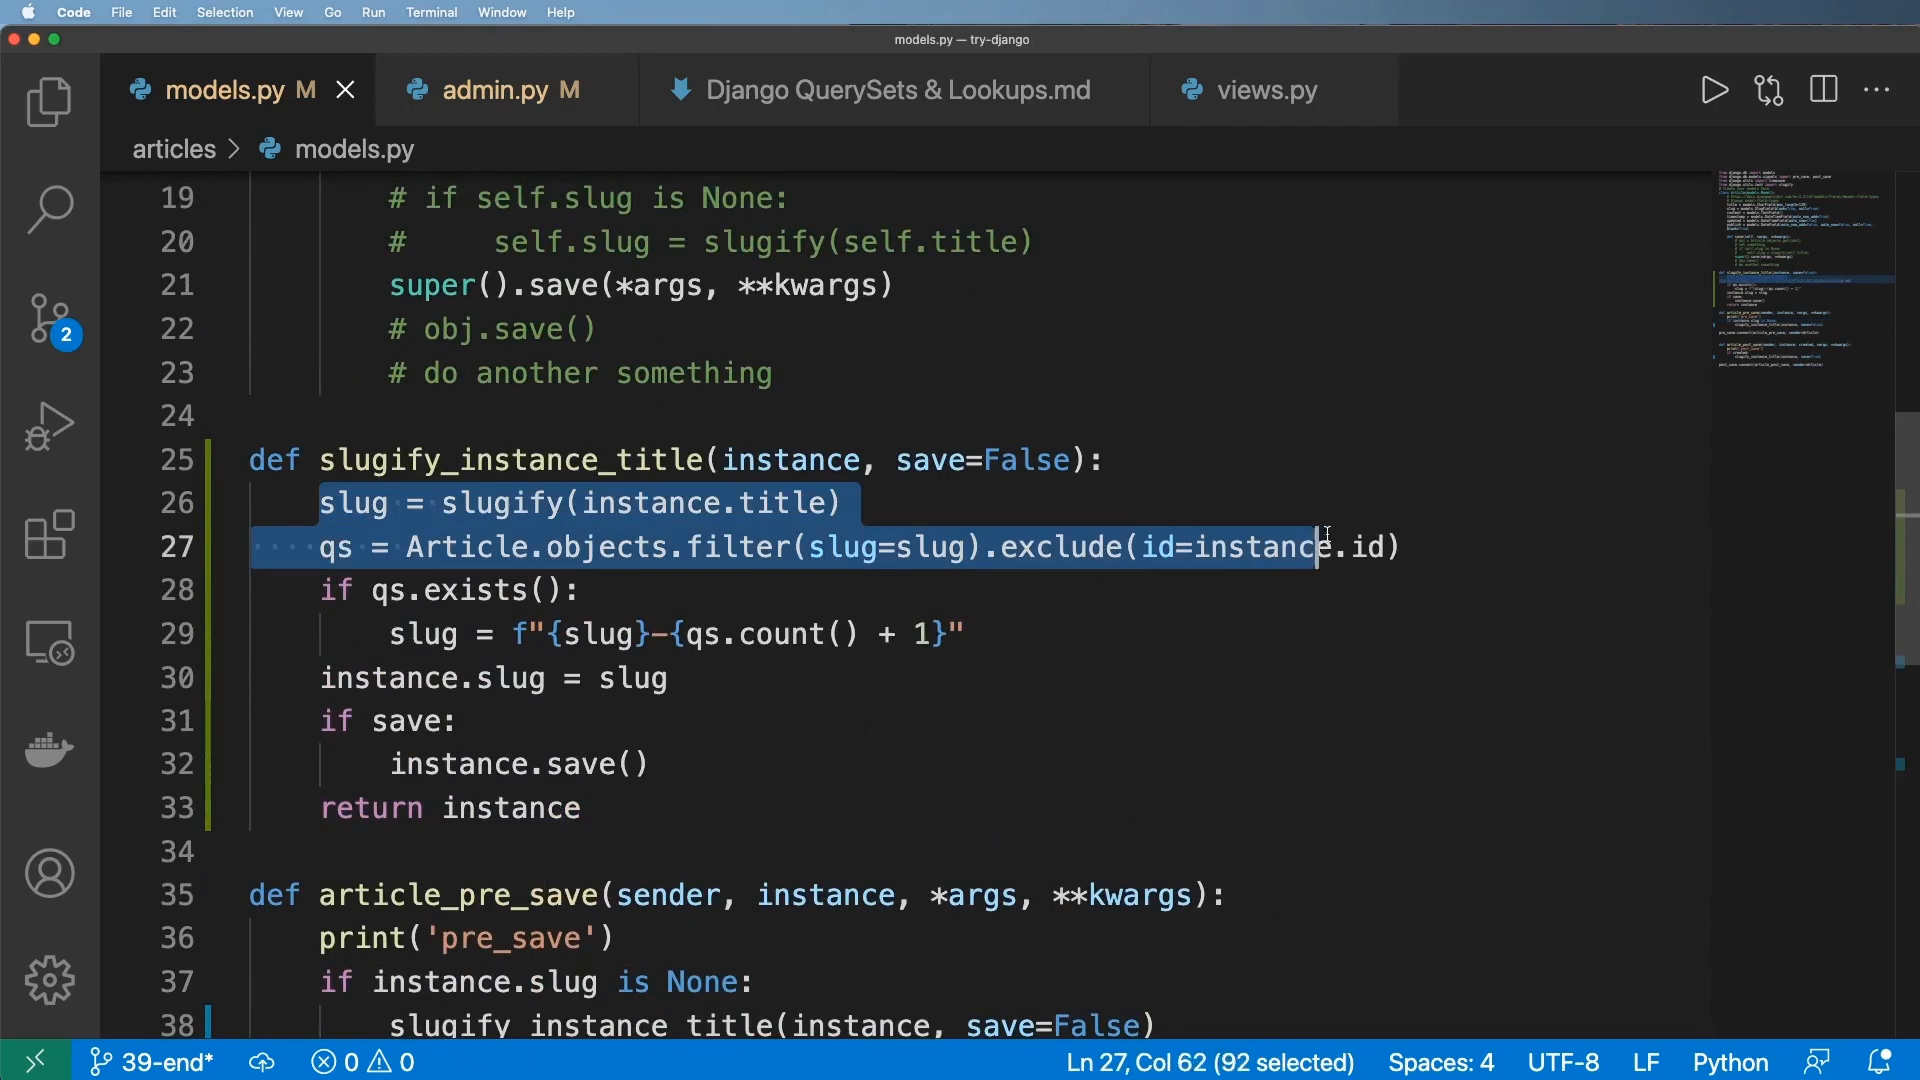 Code File Edit Selection View Go Run Terminal Window Help
models.py — try-django
models.py M admin.py M Django QuerySets & Lookups.md views.py
articles > models.py
19 # if self.slug is None:
20 #     self.slug = slugify(self.title)
21 super().save(*args, **kwargs)
22 # obj.save()
23 # do another something
24
25 def slugify_instance_title(instance, save=False):
26 slug = slugify(instance.title)
27 qs = Article.objects.filter(slug=slug).exclude(id=instance.id)
28 if qs.exists():
29 slug = f"{slug}-{qs.count() + 1}"
30 instance.slug = slug
31 if save:
32 instance.save()
33 return instance
34
35 def article_pre_save(sender, instance, *args, **kwargs):
36 print('pre_save')
37 if instance.slug is None:
38 slugify_instance_title(instance, save=False)
2
39-end* 0 0 Ln 27, Col 62 (92 selected) Spaces: 4 UTF-8 LF Python